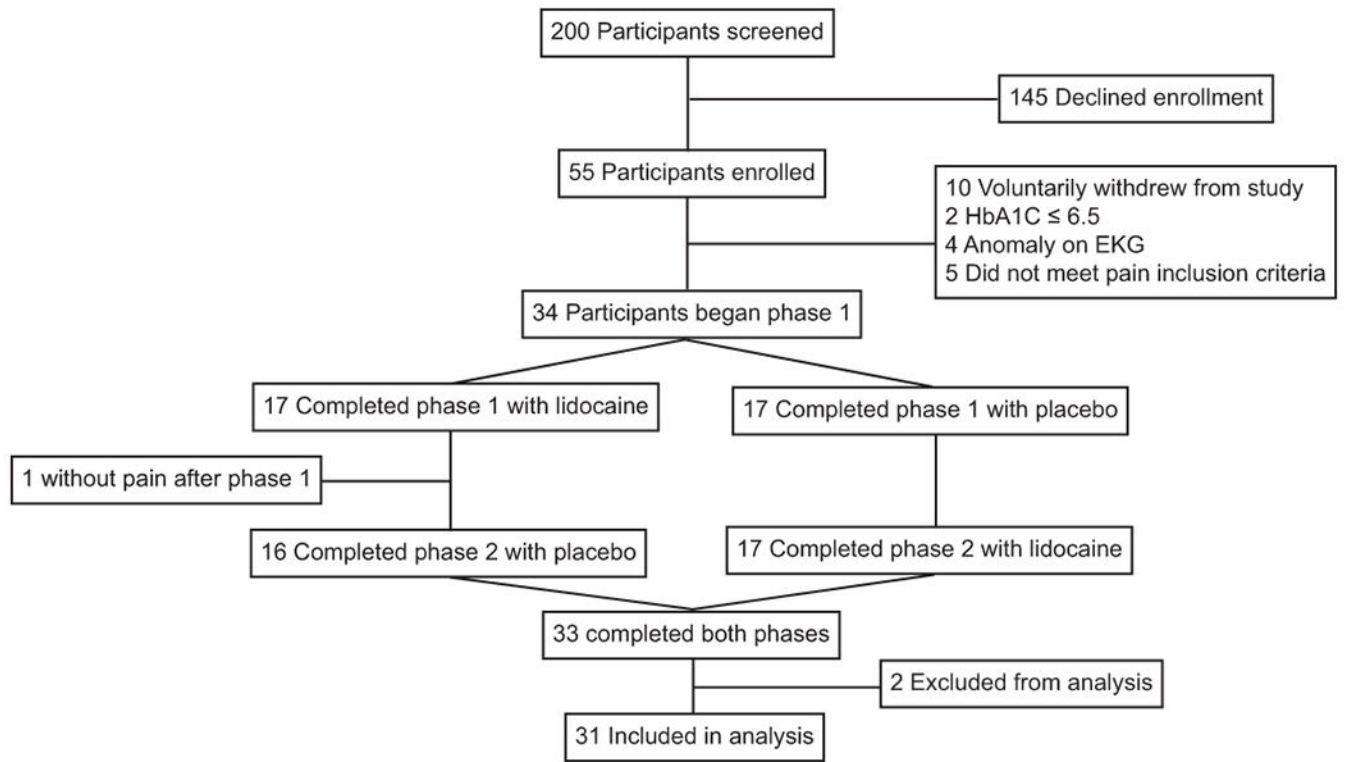 200 Participants screened
145 Declined enrollment
55 Participants enrolled
10 Voluntarily withdrew from study
2 HbA1C ≤ 6.5
4 Anomaly on EKG
5 Did not meet pain inclusion criteria
34 Participants began phase 1
17 Completed phase 1 with lidocaine
17 Completed phase 1 with placebo
1 without pain after phase 1
16 Completed phase 2 with placebo
17 Completed phase 2 with lidocaine
33 completed both phases
2 Excluded from analysis
31 Included in analysis